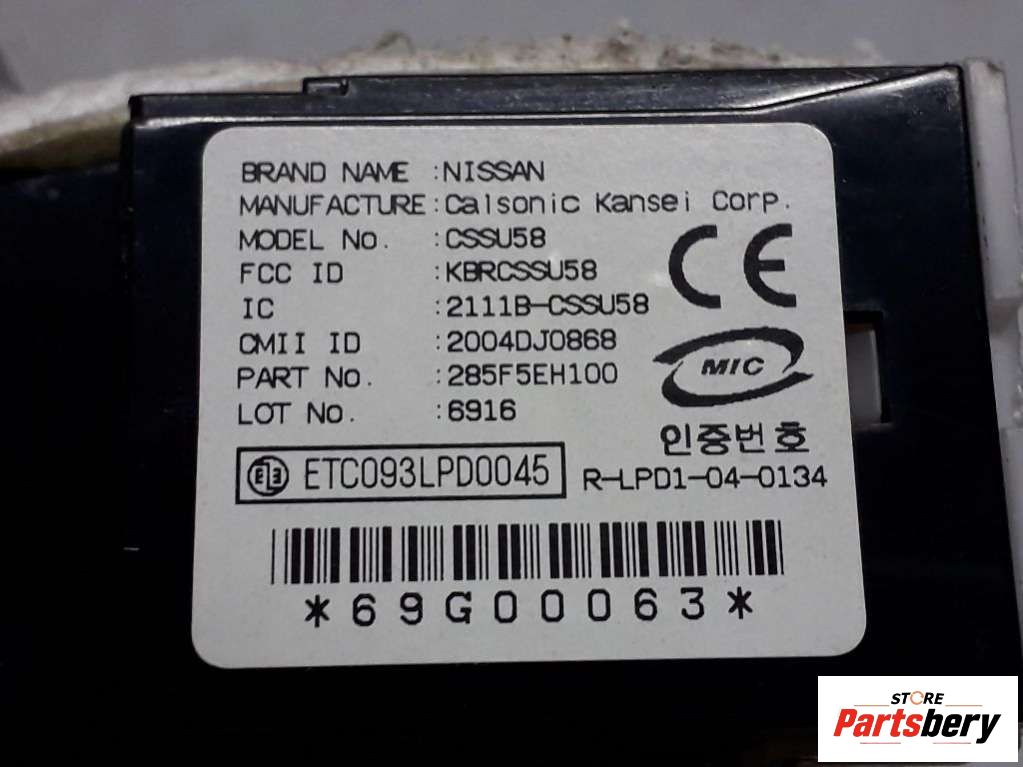 BRAND NAME :NISSAN
MANUFACTURE:Calsonic Kansei Corp.
MODEL No. :CSSU58
FCC ID :KBRCSSU58
IC :2111B-CSSU58
CMII ID :2004DJ0868
PART No. :285F5EH100
LOT No. :6916
CE
MIC
인증번호
ETC093LPD0045
R-LPD1-04-0134
*69G00063*
STORE
Partsbery